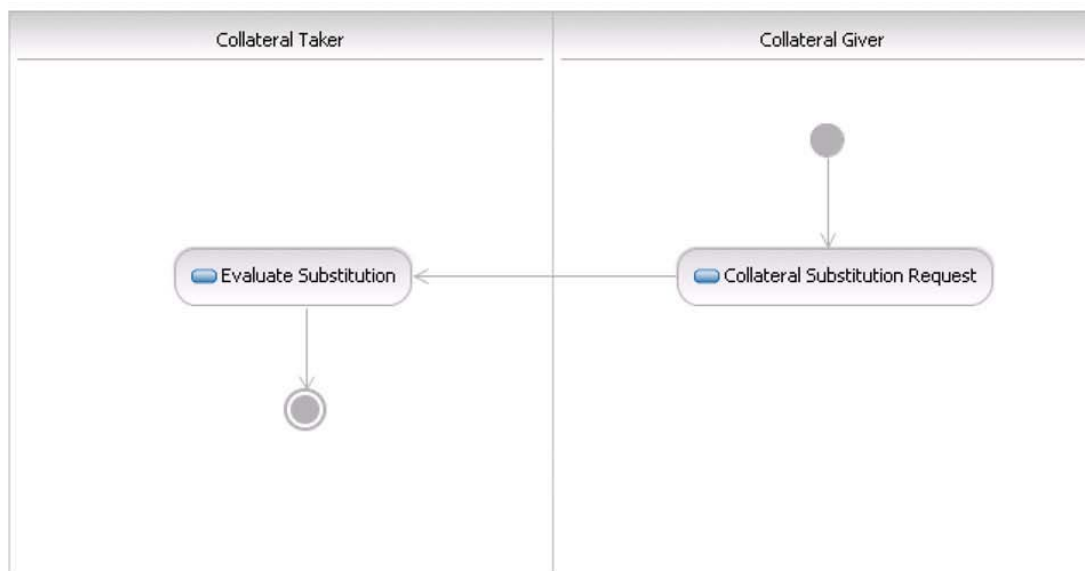 Collateral Taker
Collateral Giver
Evaluate Substitution
Collateral Substitution Request